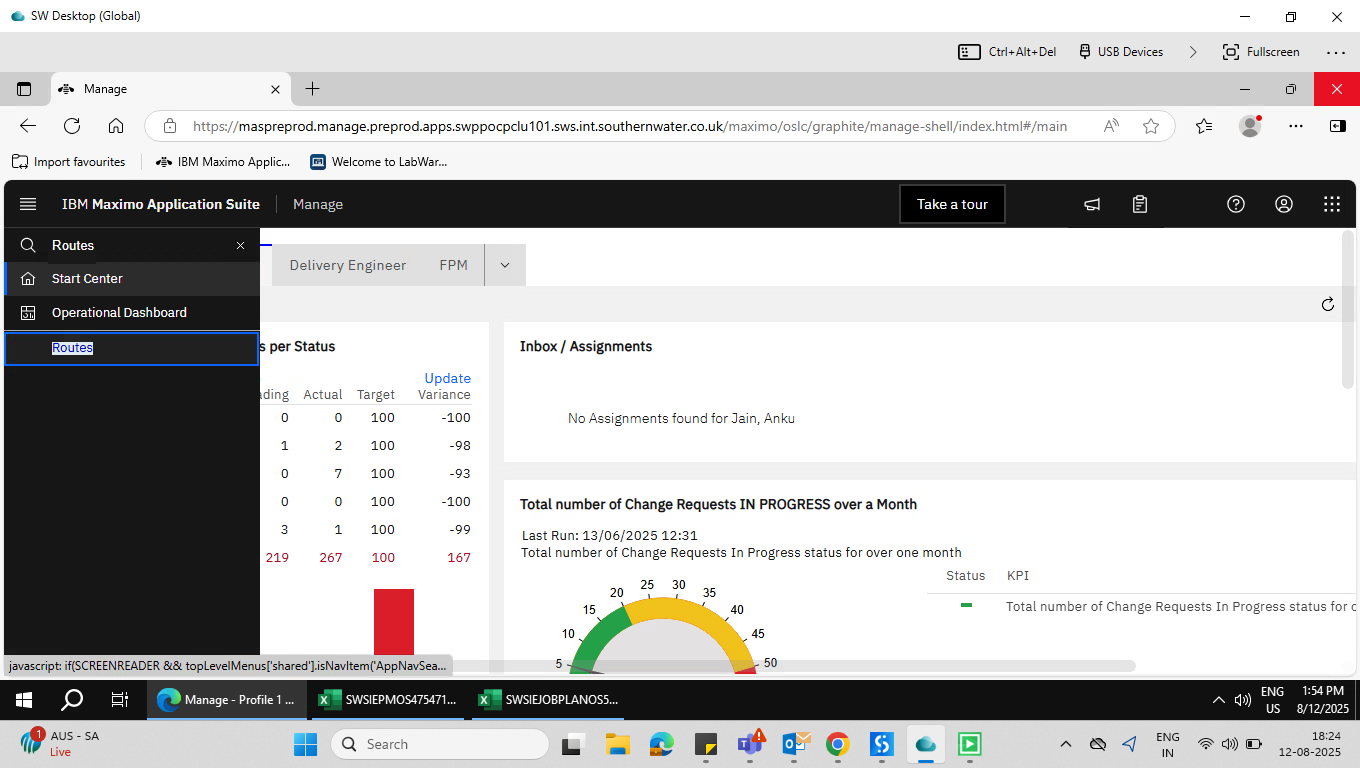 SW Desktop (Global)
Ctrl+Alt+Del
USB Devices
Fullscreen
Manage
https://maspreprod.manage.preprod.apps.swppocpclu101.sws.int.southernwater.co.uk/maximo/oslc/graphite/manage-shell/index.html#/main
Import favourites
IBM Maximo Applic...
Welcome to LabWar...
IBM Maximo Application Suite
Manage
Take a tour
Routes
Start Center
Operational Dashboard
Routes
Delivery Engineer
FPM
s per Status
Update
ding Actual Target Variance
0 0 100 -100
1 2 100 -98
0 7 100 -93
0 0 100 -100
3 1 100 -99
219 267 100 167
Inbox / Assignments
No Assignments found for Jain, Anku
Total number of Change Requests IN PROGRESS over a Month
Last Run: 13/06/2025 12:31
Total number of Change Requests In Progress status for over one month
Status KPI
Total number of Change Requests In Progress status for o
5
10
15
20
25
30
35
40
45
50
javascript: if(SCREENREADER && topLevelMenus['shared'].isNavItem('AppNavSea...
Manage - Profile 1 ...
SWSIEPMOS475471...
SWSIEJOBPLANOS5...
ENG
US
1:54 PM
8/12/2025
1
AUS - SA
Live
Search
ENG
IN
18:24
12-08-2025